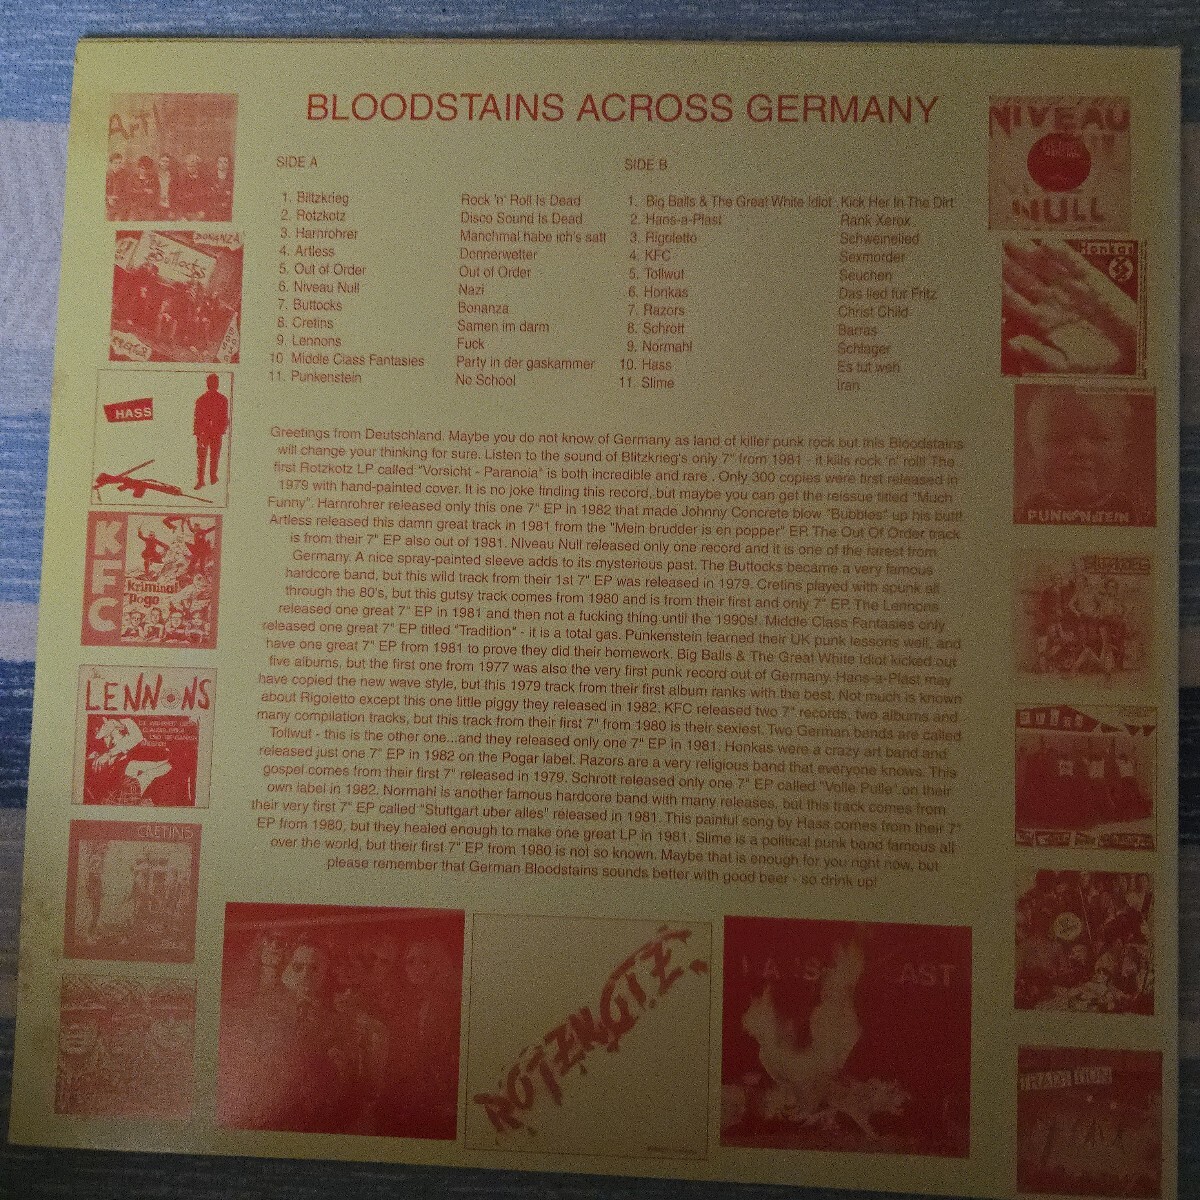 BLOODSTAINS ACROSS GERMANY
SIDE A
1. Blitzkrieg Rock 'n' Roll Is Dead
2. Rotzkotz Disco Sound Is Dead
3. Harnrohrer Manchmal habe ich's satt
4. Artless Donnerwetter
5. Out of Order Out of Order
6. Niveau Null Nazi
7. Buttocks Bonanza
8. Cretins Samen im darm
9. Lennons Fuck
10 Middle Class Fantasies Party in der gaskammer
11. Punkenstein No School
SIDE B
1. Big Balls & The Great White Idiot Kick Her In The Dirt
2. Hans-a-Plast Rank Xerox
3. Rigoletto Schweinelied
4. KFC Sexmorder
5. Tollwut Seuchen
6. Honkas Das lied fur Fritz
7. Razors Christ Child
8. Schrott Barras
9. Normahl Schlager
10. Hass Es tut weh
11. Slime Iran
Greetings from Deutschland. Maybe you do not know of Germany as land of killer punk rock but this Bloodstains
will change your thinking for sure. Listen to the sound of Blitzkrieg's only 7" from 1981 - it kills rock 'n' roll! The
first Rotzkotz LP called "Vorsicht - Paranoia" is both incredible and rare . Only 300 copies were first released in
1979 with hand-painted cover. It is no joke finding this record, but maybe you can get the reissue titled "Much
Funny". Harnrohrer released only this one 7" EP in 1982 that made Johnny Concrete blow "Bubbles" up his butt!
Artless released this damn great track in 1981 from the "Mein brudder is en popper" EP. The Out Of Order track
is from their 7" EP also out of 1981. Niveau Null released only one record and it is one of the rarest from
Germany. A nice spray-painted sleeve adds to its mysterious past. The Buttocks became a very famous
hardcore band, but this wild track from their 1st 7" EP was released in 1979. Cretins played with spunk all
through the 80's, but this gutsy track comes from 1980 and is from their first and only 7" EP. The Lennons
released one great 7" EP in 1981 and then not a fucking thing until the 1990s!. Middle Class Fantasies only
released one great 7" EP titled "Tradition" - it is a total gas. Punkenstein learned their UK punk lessons well, and
have one great 7" EP from 1981 to prove they did their homework. Big Balls & The Great White Idiot kicked out
five albums, but the first one from 1977 was also the very first punk record out of Germany. Hans-a-Plast may
have copied the new wave style, but this 1979 track from their first album ranks with the best. Not much is known
about Rigoletto except this one little piggy they released in 1982. KFC released two 7" records, two albums and
many compilation tracks, but this track from their first 7" from 1980 is their sexiest. Two German bands are called
Tollwut - this is the other one...and they released only one 7" EP in 1981. Honkas were a crazy art band and
released just one 7" EP in 1982 on the Pogar label. Razors are a very religious band that everyone knows. This
gospel comes from their first 7" released in 1979. Schrott released only one 7" EP called "Volle Pulle" on their
own label in 1982. Normahl is another famous hardcore band with many releases, but this track comes from
their very first 7" EP called "Stuttgart uber alles" released in 1981. This painful song by Hass comes from their 7"
EP from 1980, but they healed enough to make one great LP in 1981. Slime is a political punk band famous all
over the world, but their first 7" EP from 1980 is not so known. Maybe that is enough for you right now, but
please remember that German Bloodstains sounds better with good beer - so drink up!
Buttocks
BONANZA
HASS
KFC
Kriminal
Pogo
LENNONS
CRETINS
NIVEAU
NULL
Honkas
PUNKENSTEIN
TRADITION